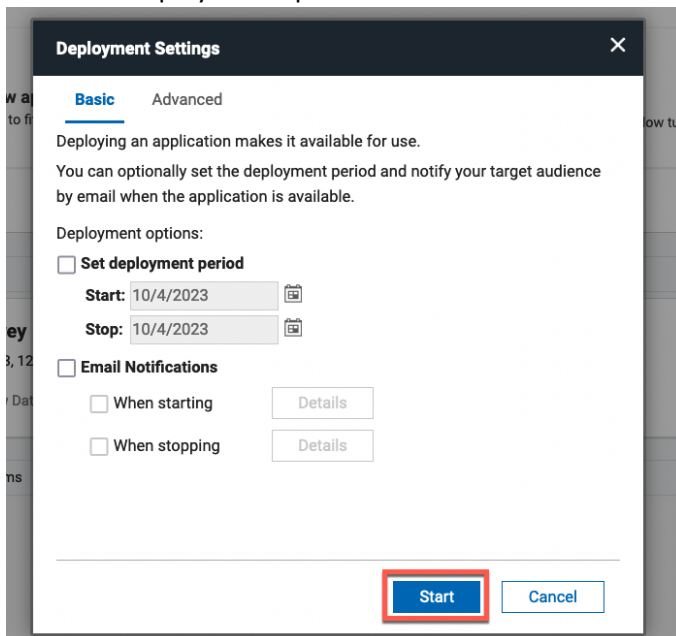 Deployment Settings
Basic Advanced
Deploying an application makes it available for use.
You can optionally set the deployment period and notify your target audience
by email when the application is available.
Deployment options:
Set deployment period
Start: 10/4/2023
Stop: 10/4/2023
Email Notifications
When starting Details
When stopping Details
Start Cancel